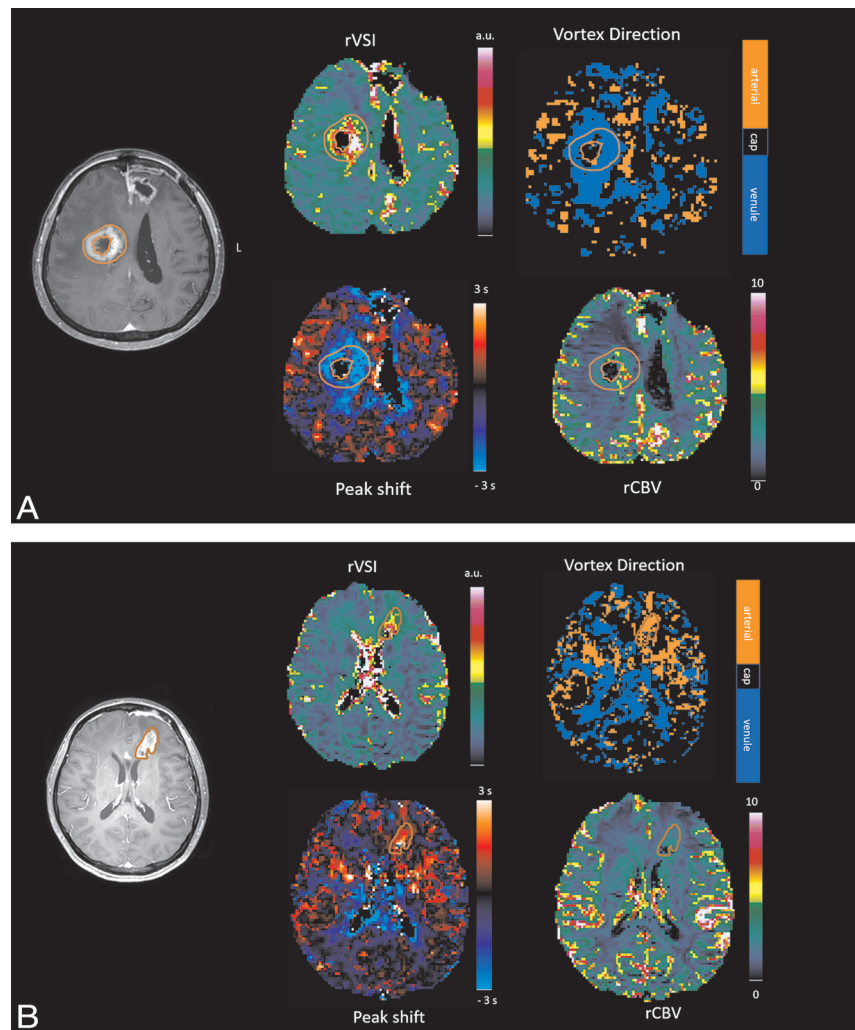 rVSI
a.u.
Vortex Direction
arterial
cap
venule
L
3 s
- 3 s
Peak shift
10
0
rCBV
A
rVSI
a.u.
Vortex Direction
arterial
cap
venule
3 s
- 3 s
Peak shift
10
0
rCBV
B